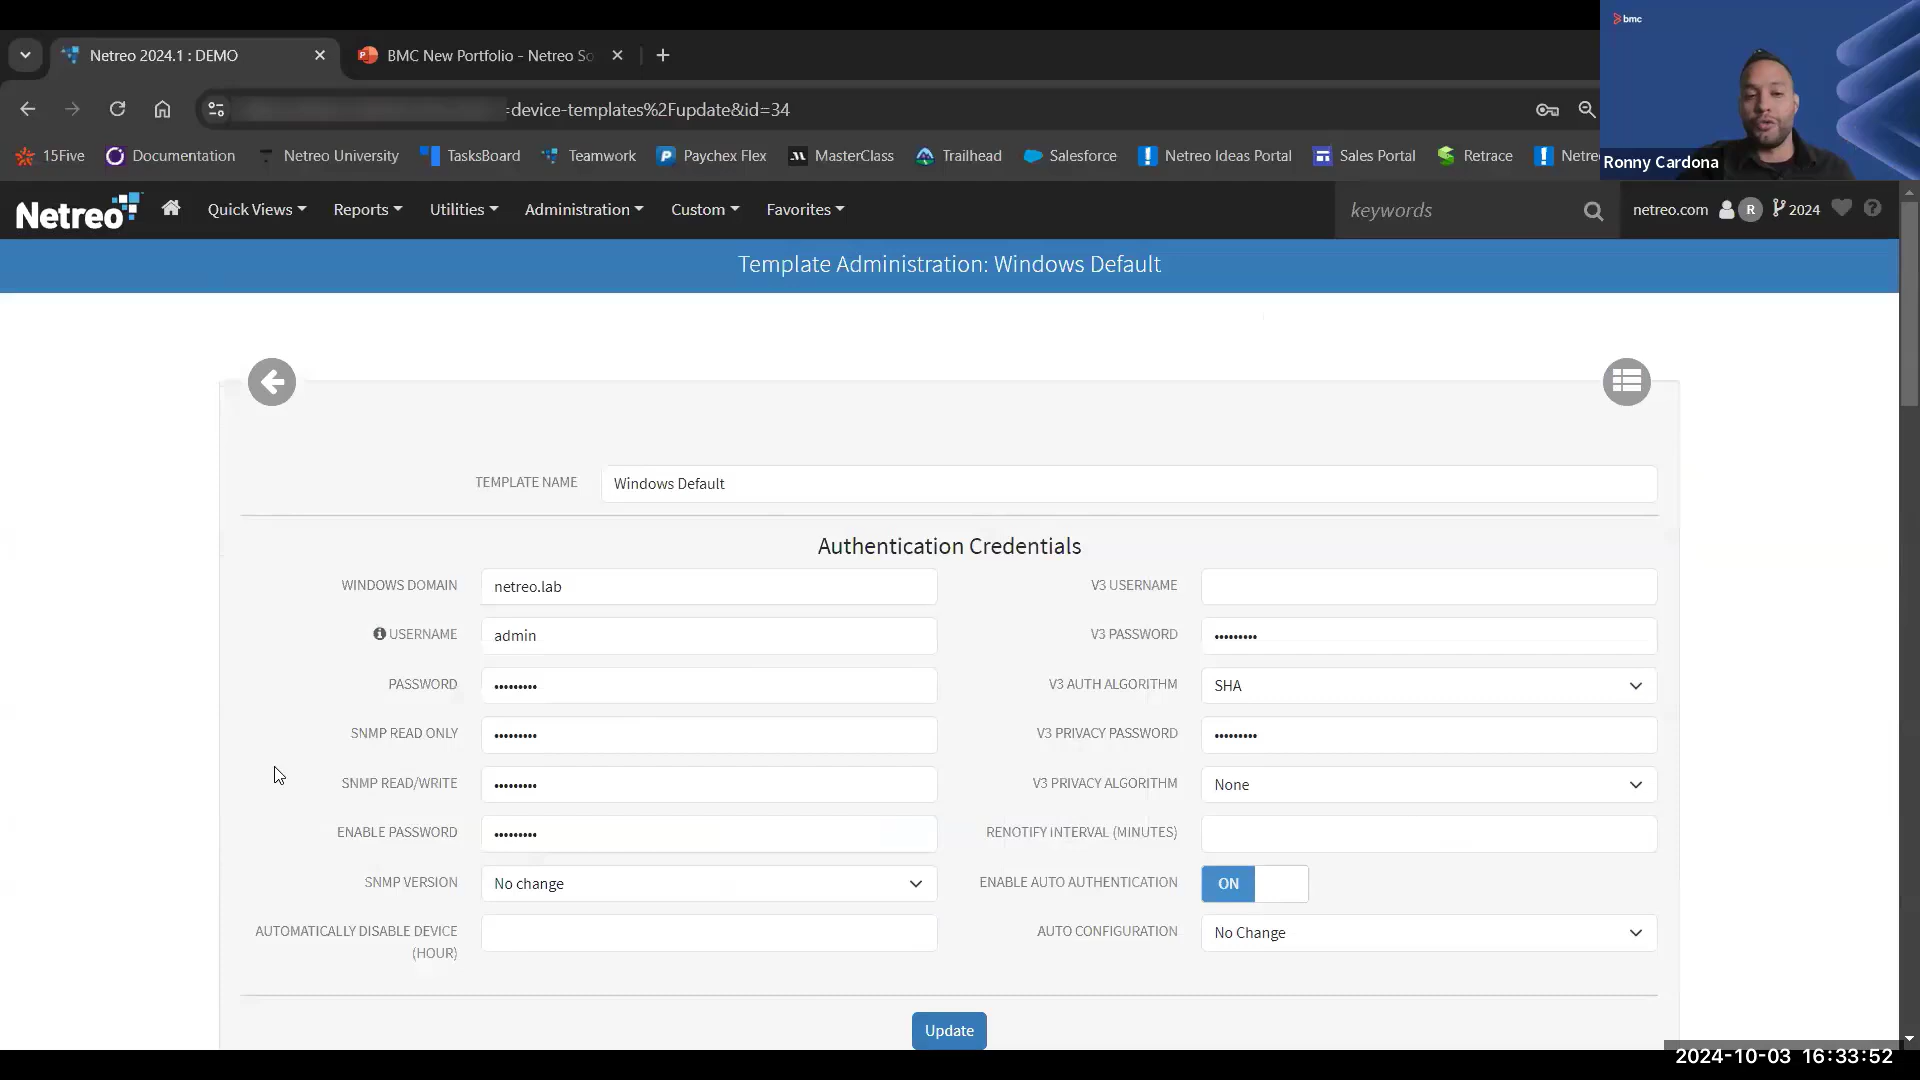 bmc
Netreo 2024.1 : DEMO
BMC New Portfolio - Netreo So
=device-templates%2Fupdate&id=34
15Five
Documentation
Netreo University
TasksBoard
Teamwork
Paychex Flex
MasterClass
Trailhead
Salesforce
Netreo Ideas Portal
Sales Portal
Retrace
Netre
Ronny Cardona
Netreo
Quick Views
Reports
Utilities
Administration
Custom
Favorites
keywords
netreo.com
R
2024
Template Administration: Windows Default
TEMPLATE NAME
Windows Default
Authentication Credentials
WINDOWS DOMAIN
netreo.lab
V3 USERNAME
USERNAME
admin
V3 PASSWORD
•••••••••
PASSWORD
•••••••••
V3 AUTH ALGORITHM
SHA
SNMP READ ONLY
•••••••••
V3 PRIVACY PASSWORD
•••••••••
SNMP READ/WRITE
•••••••••
V3 PRIVACY ALGORITHM
None
ENABLE PASSWORD
•••••••••
RENOTIFY INTERVAL (MINUTES)
SNMP VERSION
No change
ENABLE AUTO AUTHENTICATION
ON
AUTOMATICALLY DISABLE DEVICE
(HOUR)
AUTO CONFIGURATION
No Change
Update
2024-10-03 16:33:52